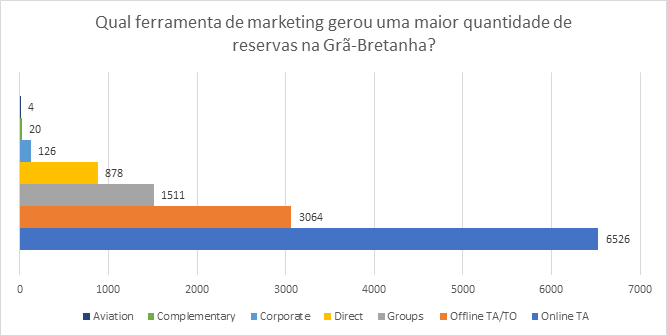 Qual ferramenta de marketing gerou uma maior quantidade de
reservas na Grã-Bretanha?
4
20
126
878
1511
3064
6526
0 1000 2000 3000 4000 5000 6000 7000
Aviation Complementary Corporate Direct Groups Offline TA/TO Online TA